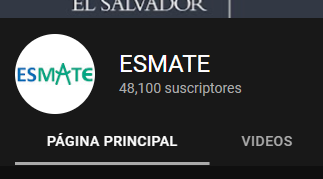 EL SALVADOR
ESMATE
ESMATE
48,100 suscriptores
PÁGINA PRINCIPAL
VIDEOS